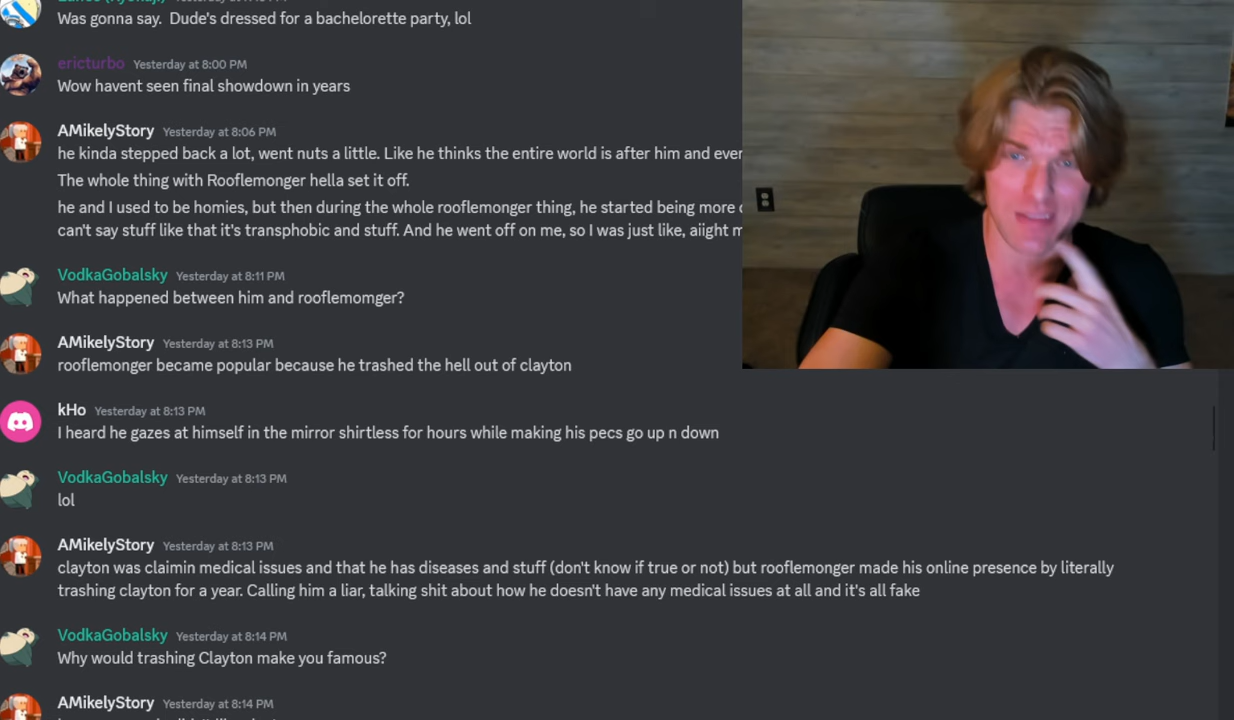 Yesterday at
Was gonna say. Dude's dressed for a bachelorette party, lol
ericturbo Yesterday at 8:00 PM
Wow havent seen final showdown in years
AMikelyStory Yesterday at 8:06 PM
he kinda stepped back a lot, went nuts a little. Like he thinks the entire world is after him and ever
The whole thing with Rooflemonger hella set it off.
he and I used to be homies, but then during the whole rooflemonger thing, he started being more
can't say stuff like that it's transphobic and stuff. And he went off on me, so I was just like, aiight m
VodkaGobalsky Yesterday at 8:11 PM
What happened between him and rooflemomger?
AMikelyStory Yesterday at 8:13 PM
rooflemonger became popular because he trashed the hell out of clayton
kHo Yesterday at 8:13 PM
I heard he gazes at himself in the mirror shirtless for hours while making his pecs go up n down
VodkaGobalsky Yesterday at 8:13 PM
lol
AMikelyStory Yesterday at 8:13 PM
clayton was claimin medical issues and that he has diseases and stuff (don't know if true or not) but rooflemonger made his online presence by literally
trashing clayton for a year. Calling him a liar, talking shit about how he doesn't have any medical issues at all and it's all fake
VodkaGobalsky Yesterday at 8:14 PM
Why would trashing Clayton make you famous?
AMikelyStory Yesterday at 8:14 PM